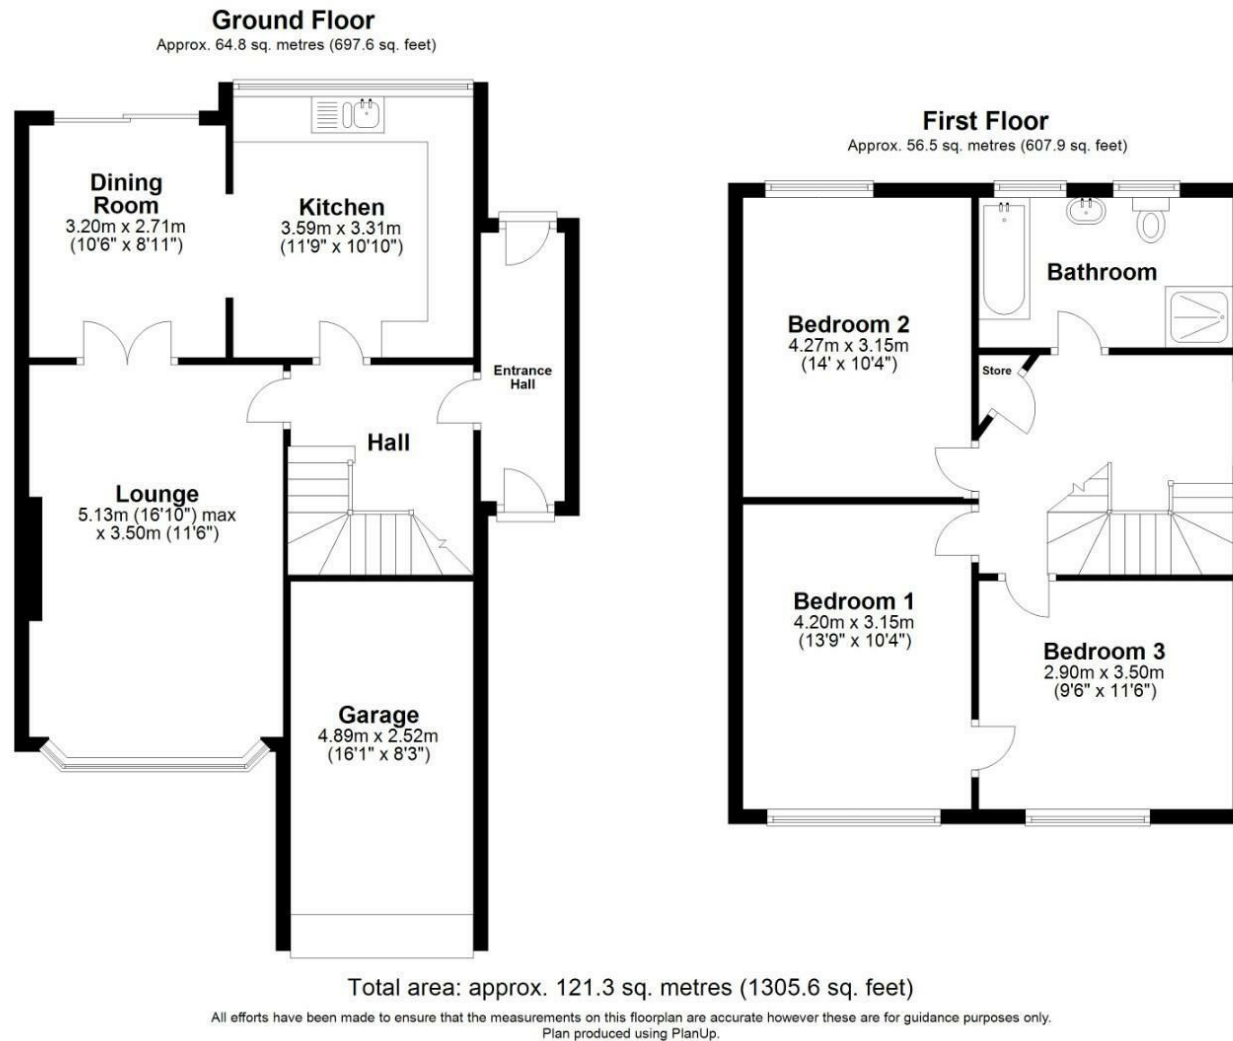 Ground Floor
Approx. 64.8 sq. metres (697.6 sq. feet)
Dining
Room
3.20m x 2.71m
(10'6" x 8'11")
Kitchen
3.59m x 3.31m
(11'9" x 10'10")
Entrance
Hall
Hall
Lounge
5.13m (16'10") max
x 3.50m (11'6")
Garage
4.89m x 2.52m
(16'1" x 8'3")
First Floor
Approx. 56.5 sq. metres (607.9 sq. feet)
Bathroom
Bedroom 2
4.27m x 3.15m
(14' x 10'4")
Store
Bedroom 1
4.20m x 3.15m
(13'9" x 10'4")
Bedroom 3
2.90m x 3.50m
(9'6" x 11'6")
Total area: approx. 121.3 sq. metres (1305.6 sq. feet)
All efforts have been made to ensure that the measurements on this floorplan are accurate however these are for guidance purposes only.
Plan produced using PlanUp.